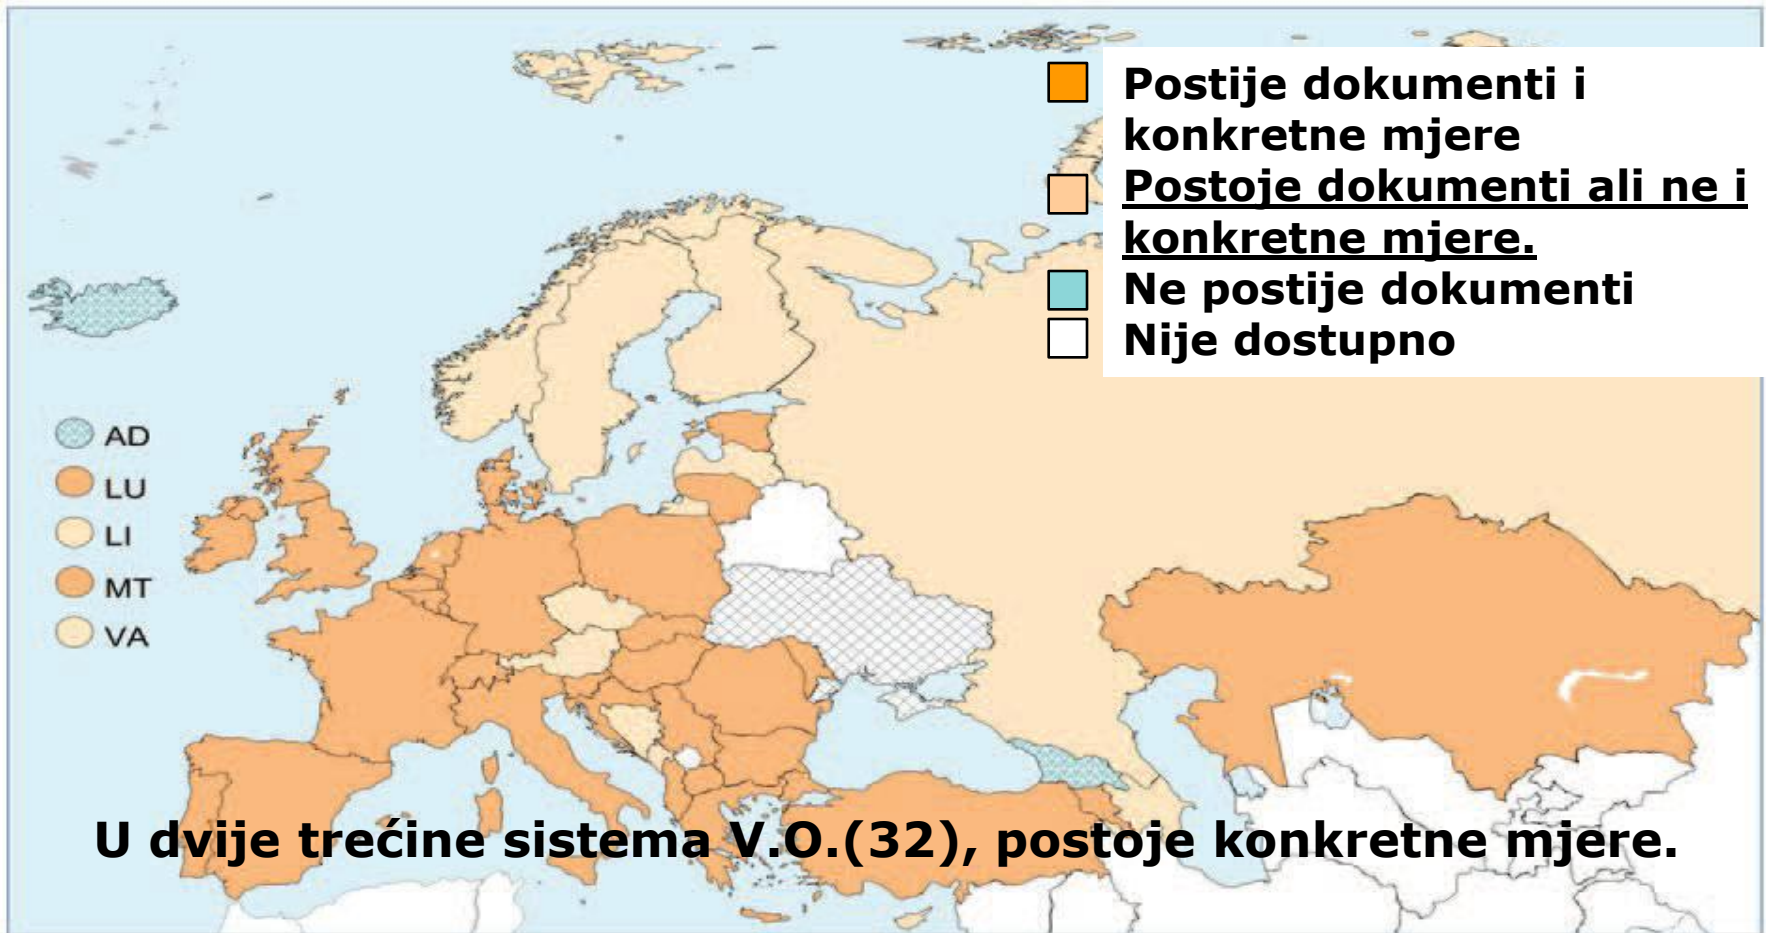 Postije dokumenti i
konkretne mjere
Postoje dokumenti ali ne i
konkretne mjere.
Ne postije dokumenti
Nije dostupno
AD
LU
LI
MT
VA
U dvije trećine sistema V.O.(32), postoje konkretne mjere.